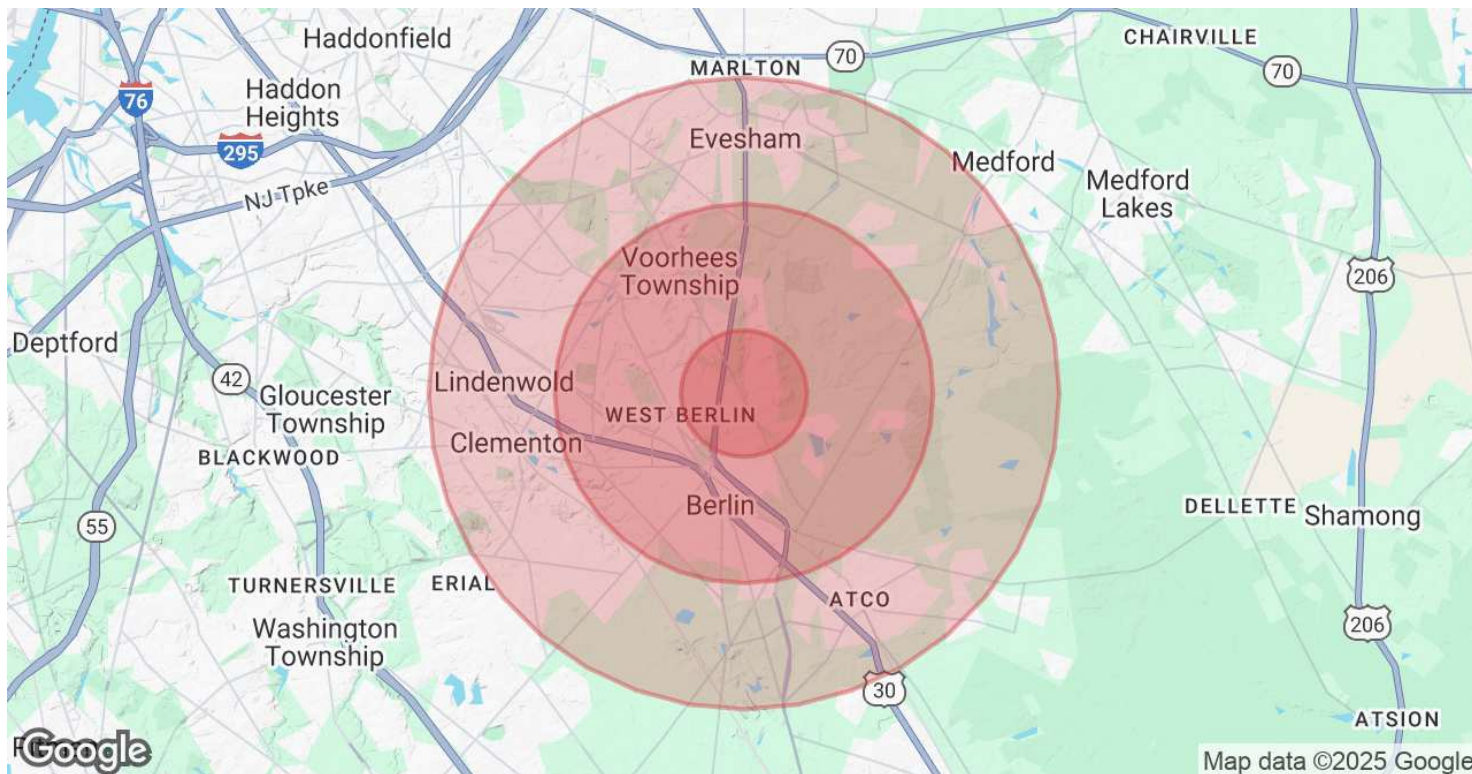 Haddonfield
CHAIRVILLE
70
MARLTON
70
76
Haddon
Heights
Evesham
295
Medford
NJ Tpke
Medford
Lakes
Voorhees
Township
206
Deptford
42
Lindenwold
Gloucester
Township
WEST BERLIN
Clementon
BLACKWOOD
Berlin
DELLETTE
Shamong
55
TURNERSVILLE
ERIAL
ATCO
206
Washington
Township
30
ATSION
Google
Map data ©2025 Google